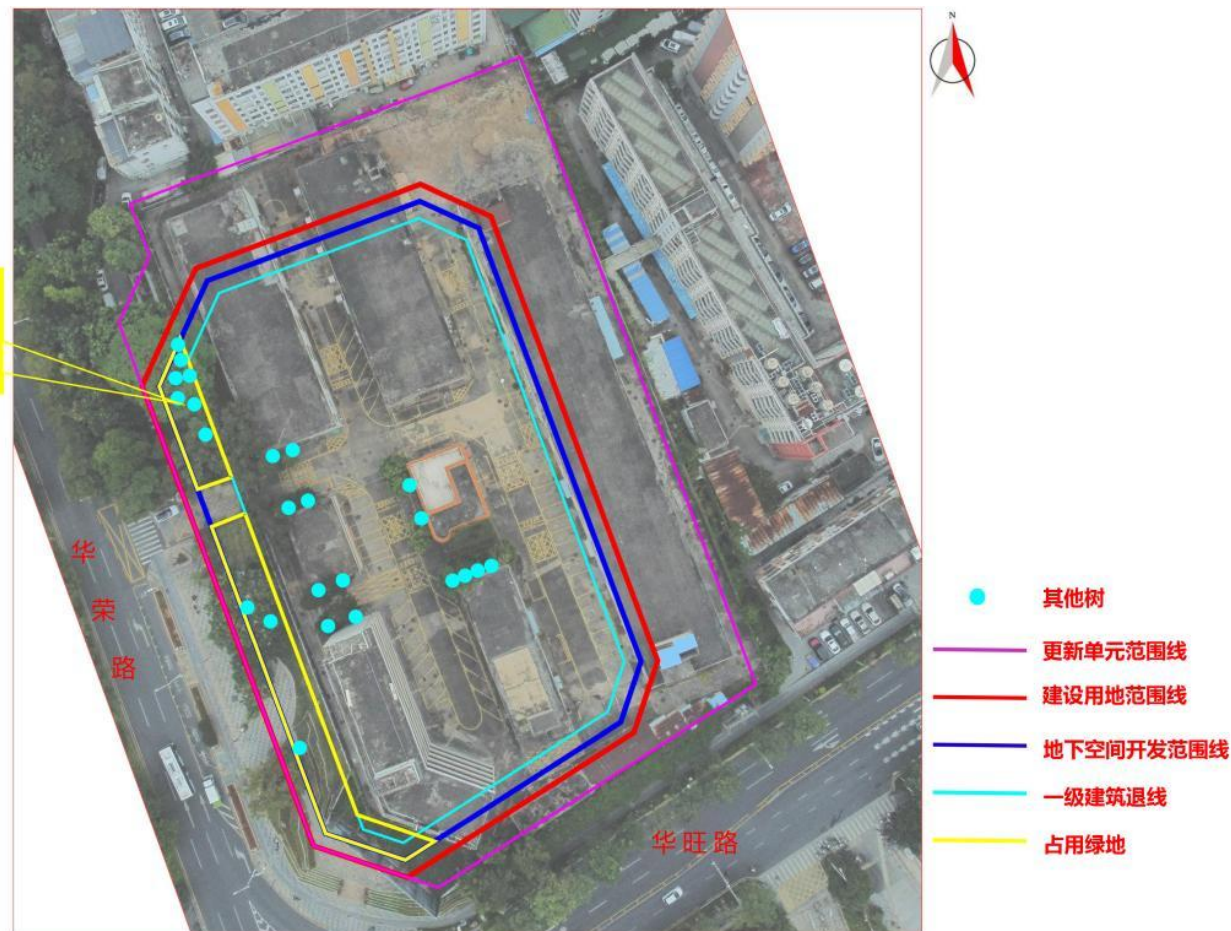 N
华
荣
路
华旺路
其他树
更新单元范围线
建设用地范围线
地下空间开发范围线
一级建筑退线
占用绿地